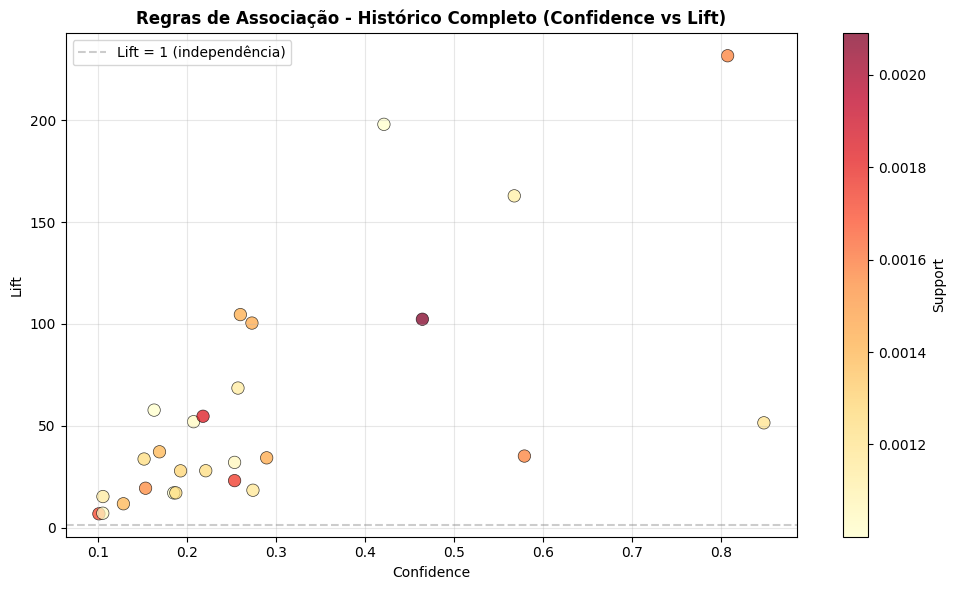 Regras de Associação - Histórico Completo (Confidence vs Lift)
Lift = 1 (independência)
200
150
100
50
0
Lift
0.1 0.2 0.3 0.4 0.5 0.6 0.7 0.8
Confidence
0.0020
0.0018
0.0016
0.0014
0.0012
Support